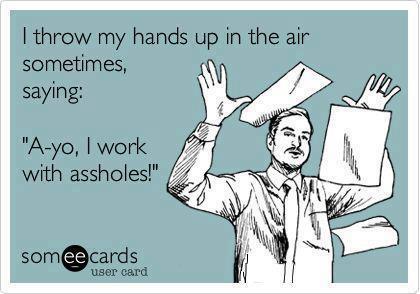 I throw my hands up in the air
sometimes,
saying:
"A-yo, I work
with assholes!"
someecards
user card